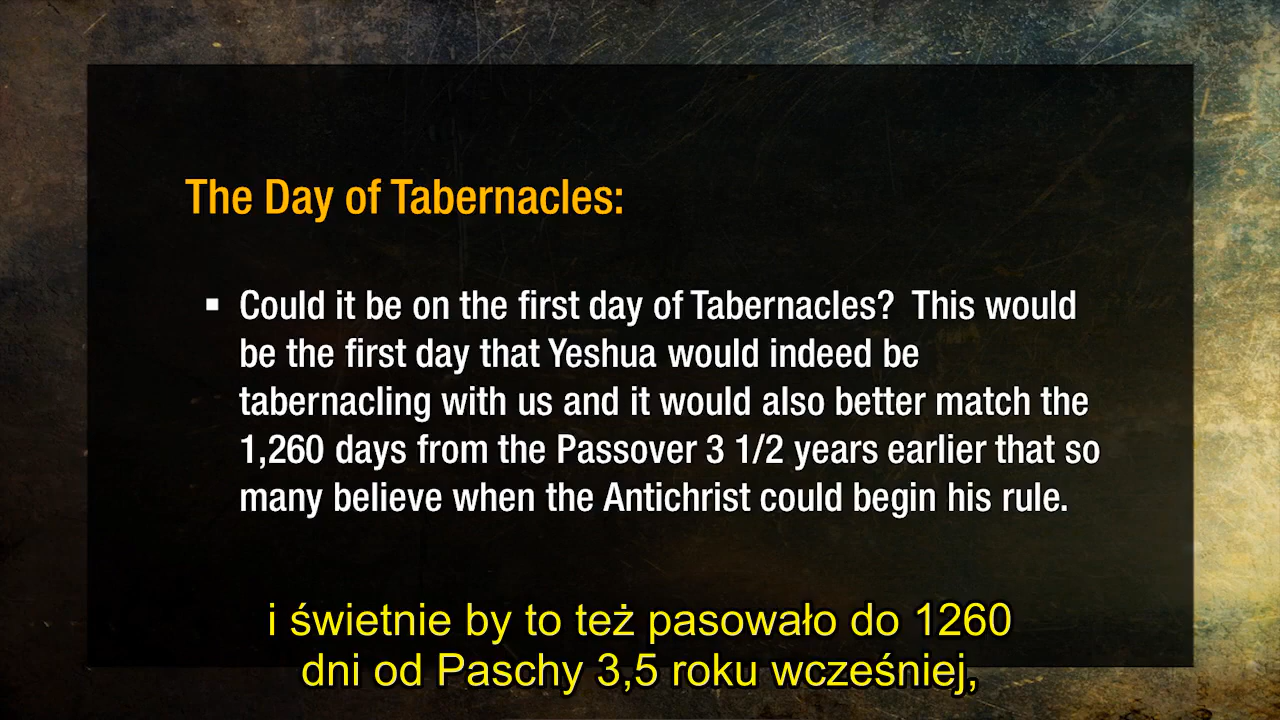 The Day of Tabernacles:
▪ Could it be on the first day of Tabernacles? This would
be the first day that Yeshua would indeed be
tabernacling with us and it would also better match the
1,260 days from the Passover 3 1/2 years earlier that so
many believe when the Antichrist could begin his rule.
i świetnie by to też pasowało do 1260
dni od Paschy 3,5 roku wcześniej,